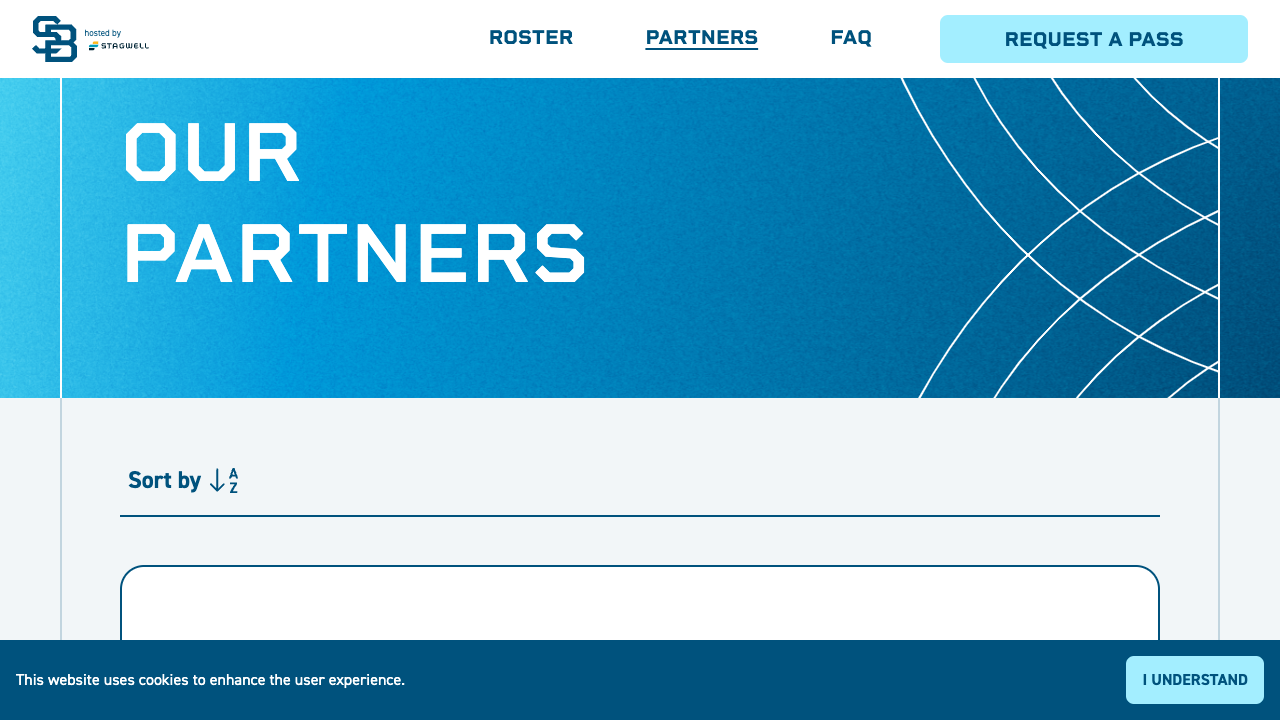 SB
hosted by
STAGWELL
ROSTER
PARTNERS
FAQ
REQUEST A PASS
OUR
PARTNERS
Sort by
A
Z
This website uses cookies to enhance the user experience.
I UNDERSTAND